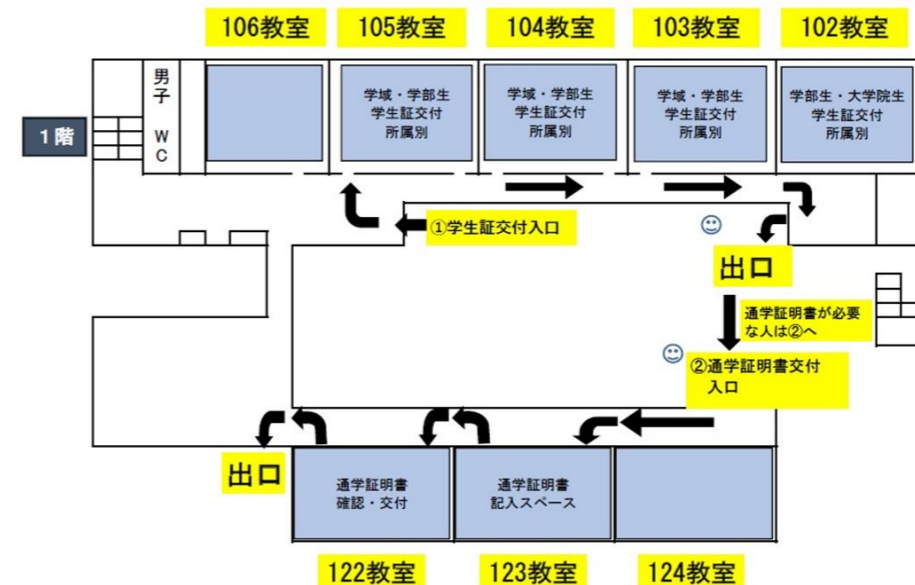 106教室
105教室
104教室
103教室
102教室
1階
男子 WC
学域・学部生
学生証交付
所属別
学域・学部生
学生証交付
所属別
学域・学部生
学生証交付
所属別
学部生・大学院生
学生証交付
所属別
①学生証交付入口
出口
通学証明書が必要
な人は②へ
②通学証明書交付
入口
出口
通学証明書
確認・交付
通学証明書
記入スペース
122教室
123教室
124教室